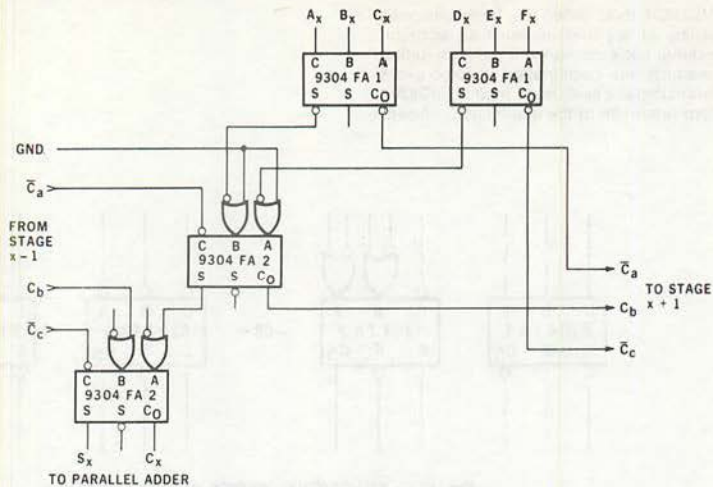 Ax Bx Cx Dx Ex Fx
C B A C B A
9304 FA 1 9304 FA 1
S S CO S S CO
GND
C̅a
FROM
STAGE
x-1
C B A
9304 FA 2
S S CO
C̅a
TO STAGE
x + 1
Cb
Cb
C̅c
C̅c
C B A
9304 FA 2
S S CO
Sx Cx
TO PARALLEL ADDER